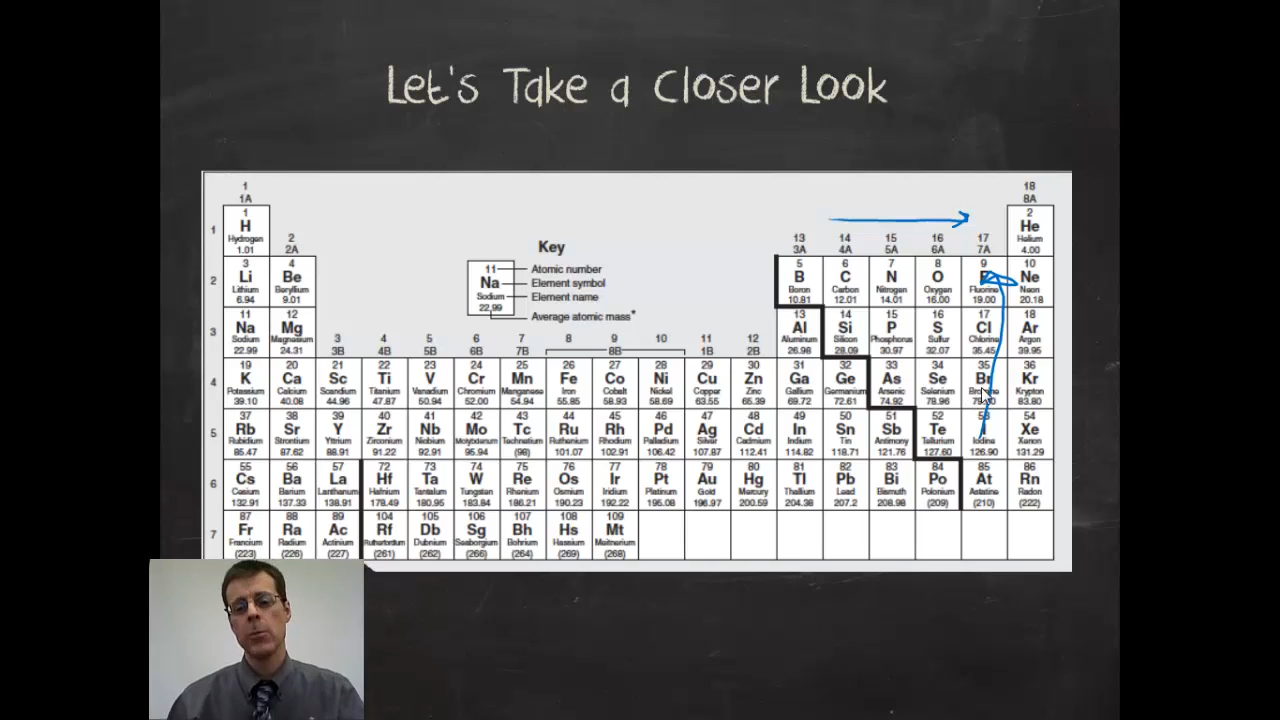 Let's Take a Closer Look
1 18
1A 8A
1 2
1 H He
Hydrogen 2 13 14 15 16 17 Helium
1.01 2A Key 3A 4A 5A 6A 7A 4.00
3 4 11 Atomic number 5 6 7 8 9 10
2 Li Be Na Element symbol B C N O F Ne
Lithium Beryllium Sodium Element name Boron Carbon Nitrogen Oxygen Fluorine Neon
6.94 9.01 22.99 10.81 12.01 14.01 16.00 19.00 20.18
11 12 Average atomic mass* 13 14 15 16 17 18
3 Na Mg 3 4 5 6 7 8 9 10 11 12 Al Si P S Cl Ar
Sodium Magnesium Aluminum Silicon Phosphorus Sulfur Chlorine Argon
22.99 24.31 3B 4B 5B 6B 7B 8B 1B 2B 26.98 28.09 30.97 32.07 35.45 39.95
19 20 21 22 23 24 25 26 27 28 29 30 31 32 33 34 35 36
4 K Ca Sc Ti V Cr Mn Fe Co Ni Cu Zn Ga Ge As Se Br Kr
Potassium Calcium Scandium Titanium Vanadium Chromium Manganese Iron Cobalt Nickel Copper Zinc Gallium Germanium Arsenic Selenium Bromine Krypton
39.10 40.08 44.96 47.87 50.94 52.00 54.94 55.85 58.93 58.69 63.55 65.39 69.72 72.61 74.92 78.96 83.80
37 38 39 40 41 42 43 44 45 46 47 48 49 50 51 52 53 54
5 Rb Sr Y Zr Nb Mo Tc Ru Rh Pd Ag Cd In Sn Sb Te I Xe
Rubidium Strontium Yttrium Zirconium Niobium Molybdenum Technetium Ruthenium Rhodium Palladium Silver Cadmium Indium Tin Antimony Tellurium Iodine Xenon
85.47 87.62 88.91 91.22 92.91 95.94 (98) 101.07 102.91 106.42 107.87 112.41 114.82 118.71 121.76 127.60 126.90 131.29
55 56 57 72 73 74 75 76 77 78 79 80 81 82 83 84 85 86
6 Cs Ba La Hf Ta W Re Os Ir Pt Au Hg Tl Pb Bi Po At Rn
Cesium Barium Lanthanum Hafnium Tantalum Tungsten Rhenium Osmium Iridium Platinum Gold Mercury Thallium Lead Bismuth Polonium Astatine Radon
132.91 137.33 138.91 178.49 180.95 183.84 186.21 190.23 192.22 195.08 196.97 200.59 204.38 207.2 208.98 (209) (210) (222)
87 88 89 104 105 106 107 108 109
7 Fr Ra Ac Rf Db Sg Bh Hs Mt
Francium Radium Actinium Rutherfordium Dubnium Seaborgium Bohrium Hassium Meitnerium
(223) (226) (227) (261) (262) (266) (264) (269) (268)